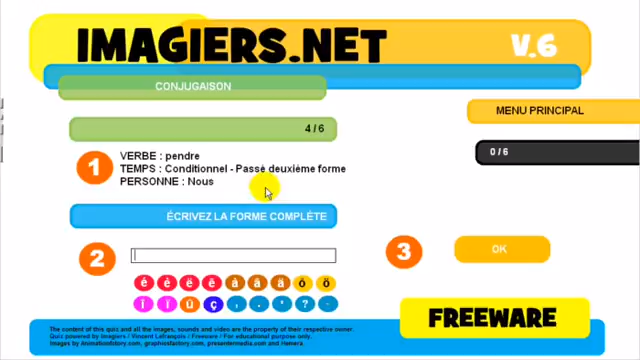 IMAGIERS.NET
V.6
CONJUGAISON
MENU PRINCIPAL
4 / 6
0 / 6
1
VERBE : pendre
TEMPS : Conditionnel - Passé deuxième forme
PERSONNE : Nous
ÉCRIVEZ LA FORME COMPLÈTE
2
3
OK
FREEWARE
The content of this quiz and all the images, sounds and video are the property of their respective owner.
Quiz powered by Imagiers / Vincent Lefrançois / Freeware / For educational purpose only.
Images by Animationfactory.com, graphicsfactory.com, presentermedia.com and Hemera.